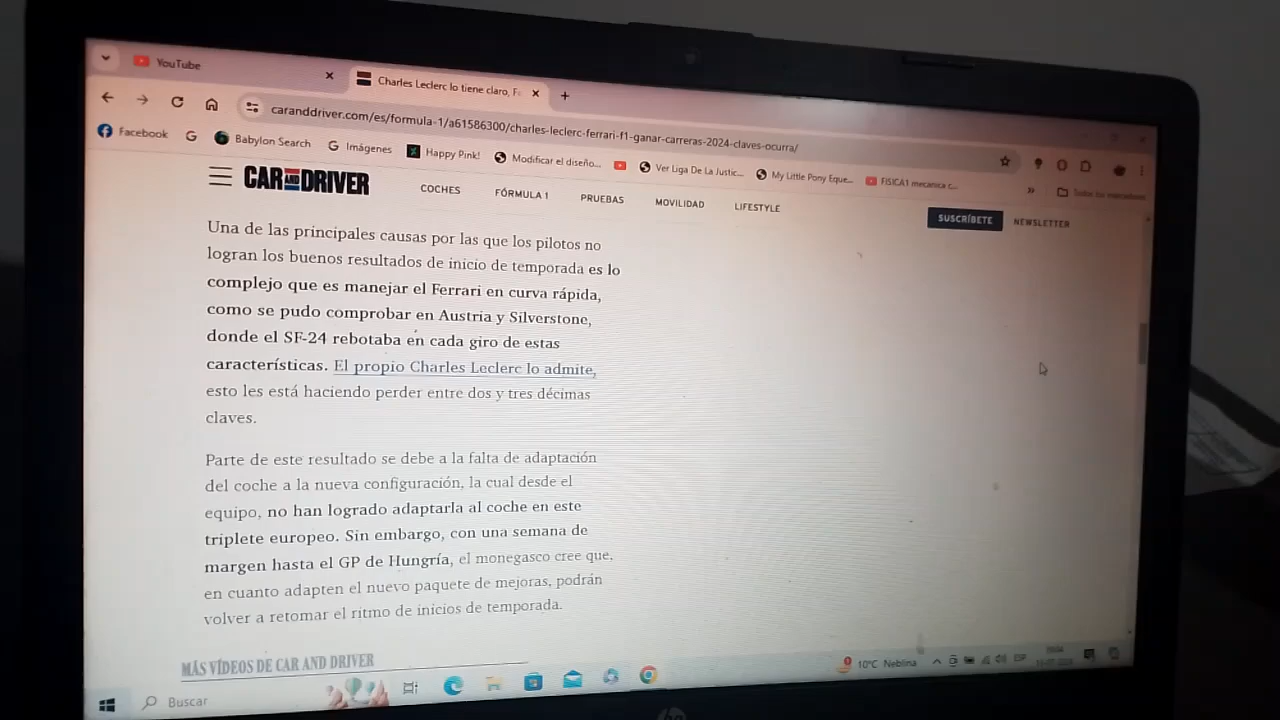 YouTube
Charles Leclerc lo tiene claro, Fe
caranddriver.com/es/formula-1/a61586300/charles-leclerc-ferrari-f1-ganar-carreras-2024-claves-ocurra/
Facebook
Babylon Search
Imágenes
Happy Pink!
Modificar el diseño...
Ver Liga De La Justic...
My Little Pony Eque...
FISICA1 mecanica c...
Todos los marcadores
CAR AND DRIVER
COCHES
FÓRMULA 1
PRUEBAS
MOVILIDAD
LIFESTYLE
SUSCRÍBETE
NEWSLETTER
Una de las principales causas por las que los pilotos no
logran los buenos resultados de inicio de temporada es lo
complejo que es manejar el Ferrari en curva rápida,
como se pudo comprobar en Austria y Silverstone,
donde el SF-24 rebotaba en cada giro de estas
características. El propio Charles Leclerc lo admite,
esto les está haciendo perder entre dos y tres décimas
claves.
Parte de este resultado se debe a la falta de adaptación
del coche a la nueva configuración, la cual desde el
equipo, no han logrado adaptarla al coche en este
triplete europeo. Sin embargo, con una semana de
margen hasta el GP de Hungría, el monegasco cree que,
en cuanto adapten el nuevo paquete de mejoras, podrán
volver a retomar el ritmo de inicios de temporada.
MÁS VÍDEOS DE CAR AND DRIVER
Buscar
10°C Neblina
ESP
hp